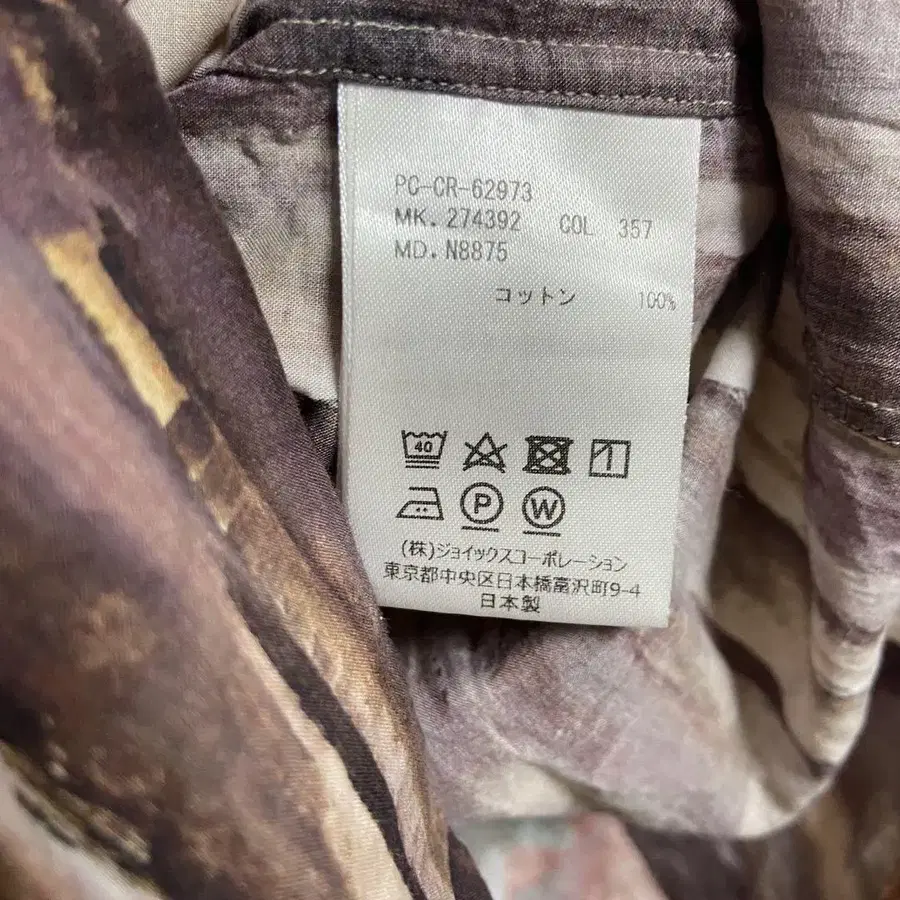 PC-CR-62973
MK. 274392 COL 357
MD. N8875
コットン 100%
40
P W
(株)ジョイックスコーポレーション
東京都中央区日本橋富沢町9-4
日本製